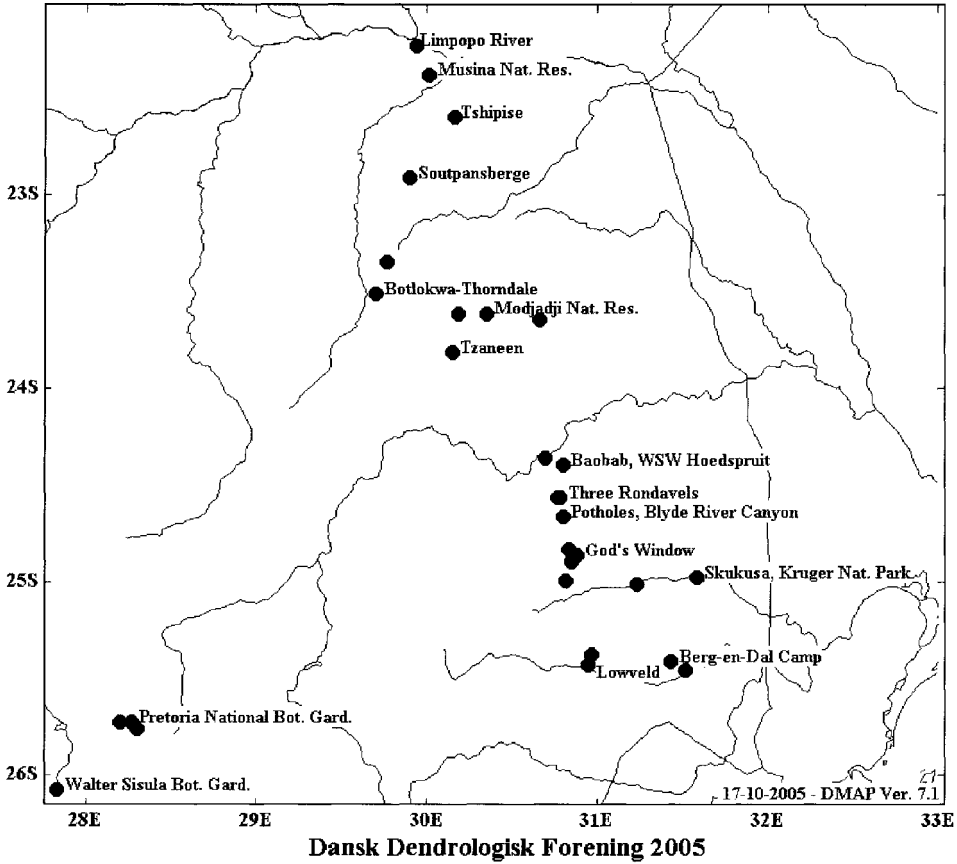 Limpopo River
Musina Nat. Res.
Tshipise
Soutpansberge
23S
Botlokwa-Thorndale
Modjadji Nat. Res.
Tzaneen
24S
Baobab, WSW Hoedspruit
Three Rondavels
Potholes, Blyde River Canyon
God's Window
Skukusa, Kruger Nat. Park
25S
Berg-en-Dal Camp
Lowveld
Pretoria National Bot. Gard.
26S
Walter Sisula Bot. Gard.
17-10-2005 - DMAP Ver. 7.1
28E 29E 30E 31E 32E 33E
Dansk Dendrologisk Forening 2005